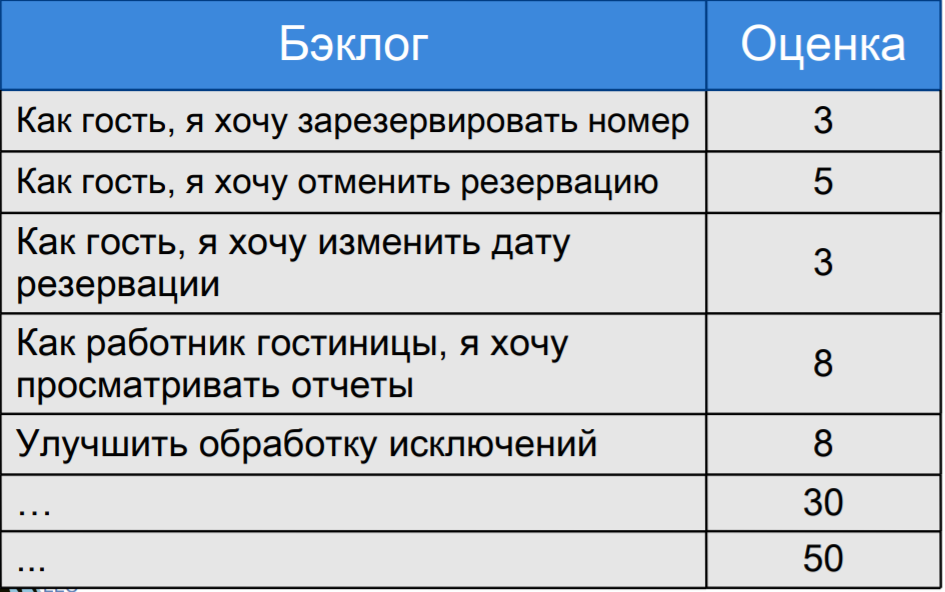 Бэклог Оценка
Как гость, я хочу зарезервировать номер 3
Как гость, я хочу отменить резервацию 5
Как гость, я хочу изменить дату
резервации 3
Как работник гостиницы, я хочу
просматривать отчеты 8
Улучшить обработку исключений 8
… 30
... 50